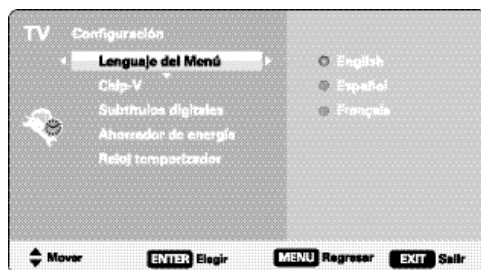 TV Configuración
Lenguaje del Menú
Chip-V
Subtítulos digitales
Ahorrador de energía
Reloj temporizador
English
Español
Français
Mover ENTER Elegir MENU Regresar EXIT Salir